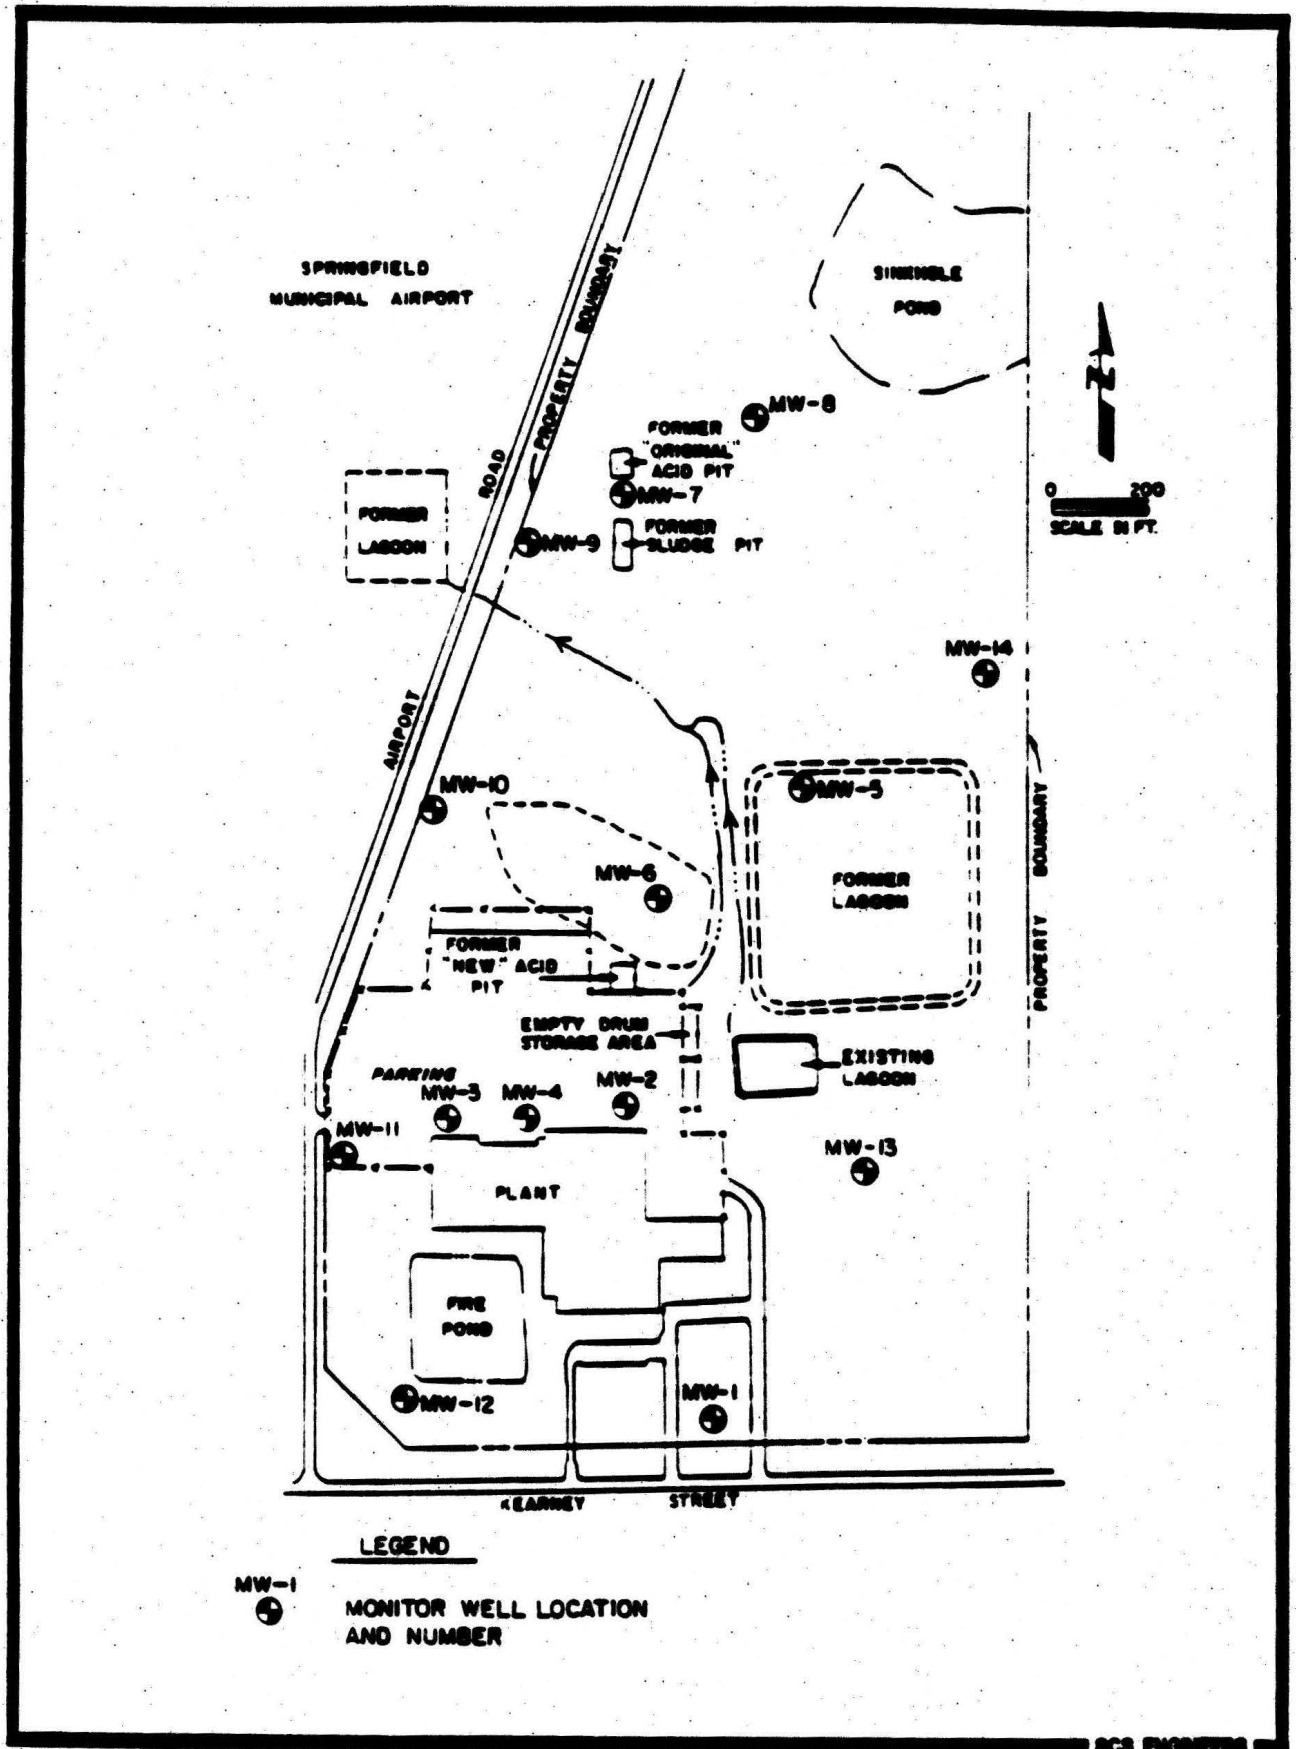 SPRINGFIELD
MUNICIPAL AIRPORT
SINKHOLE
POND
PROPERTY BOUNDARY
N
MW-8
FORMER
"ORIGINAL"
ACID PIT
ROAD
MW-7
0 200
SCALE IN FT.
FORMER
LAGOON
MW-9
FORMER
SLUDGE PIT
MW-14
AIRPORT
MW-10
MW-5
PROPERTY BOUNDARY
MW-6
FORMER
LAGOON
FORMER
"NEW" ACID
PIT
EMPTY DRUM
STORAGE AREA
EXISTING
LAGOON
PARKING
MW-3
MW-4
MW-2
MW-11
MW-13
PLANT
FIRE
POND
MW-12
MW-1
KEARNEY STREET
LEGEND
MW-1
MONITOR WELL LOCATION
AND NUMBER
SCS ENGINEERS